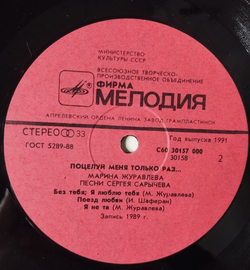 МИНИСТЕРСТВО
КУЛЬТУРЫ СССР
ВСЕСОЮЗНОЕ ТВОРЧЕСКО-
ПРОИЗВОДСТВЕННОЕ ОБЪЕДИНЕНИЕ
ФИРМА
МЕЛОДИЯ
АПРЕЛЕВСКИЙ ОРДЕНА ЛЕНИНА ЗАВОД ГРАМПЛАСТИНОК
СТЕРЕО 33
Год выпуска 1991
ГОСТ 5289-88
С60 30157 000
30158
2
ПОЦЕЛУЙ МЕНЯ ТОЛЬКО РАЗ...
МАРИНА ЖУРАВЛЕВА
ПЕСНИ СЕРГЕЯ САРЫЧЕВА
Без тебя; Я люблю тебя (М. Журавлева)
Поезд любви (И. Шаферан)
Я не та (М. Журавлева)
Запись 1989 г.